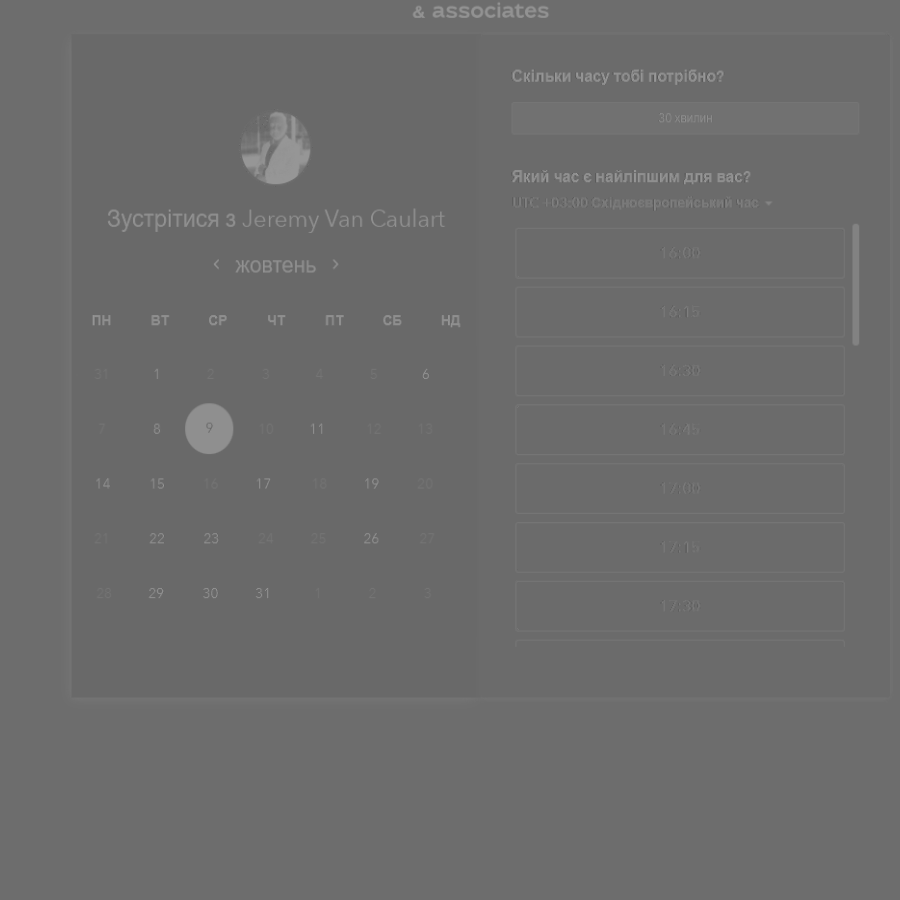 & associates
Зустрітися з Jeremy Van Caulart
жовтень
ПН ВТ СР ЧТ ПТ СБ НД
31 1 2 3 4 5 6
7 8 9 10 11 12 13
14 15 16 17 18 19 20
21 22 23 24 25 26 27
28 29 30 31 1 2 3
Скільки часу тобі потрібно?
30 хвилин
Який час є найліпшим для вас?
UTC +03:00 Східноєвропейський час
16:00
16:15
16:30
16:45
17:00
17:15
17:30